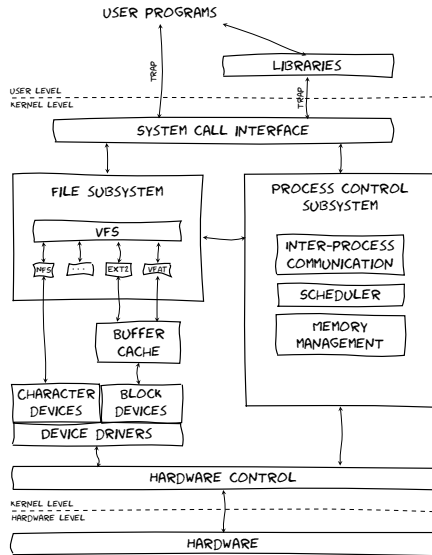 USER PROGRAMS
LIBRARIES
TRAP
TRAP
USER LEVEL
KERNEL LEVEL
SYSTEM CALL INTERFACE
FILE SUBSYSTEM
VFS
NFS
...
EXT2
VFAT
PROCESS CONTROL
SUBSYSTEM
INTER-PROCESS
COMMUNICATION
SCHEDULER
MEMORY
MANAGEMENT
BUFFER
CACHE
CHARACTER
DEVICES
BLOCK
DEVICES
DEVICE DRIVERS
HARDWARE CONTROL
KERNEL LEVEL
HARDWARE LEVEL
HARDWARE